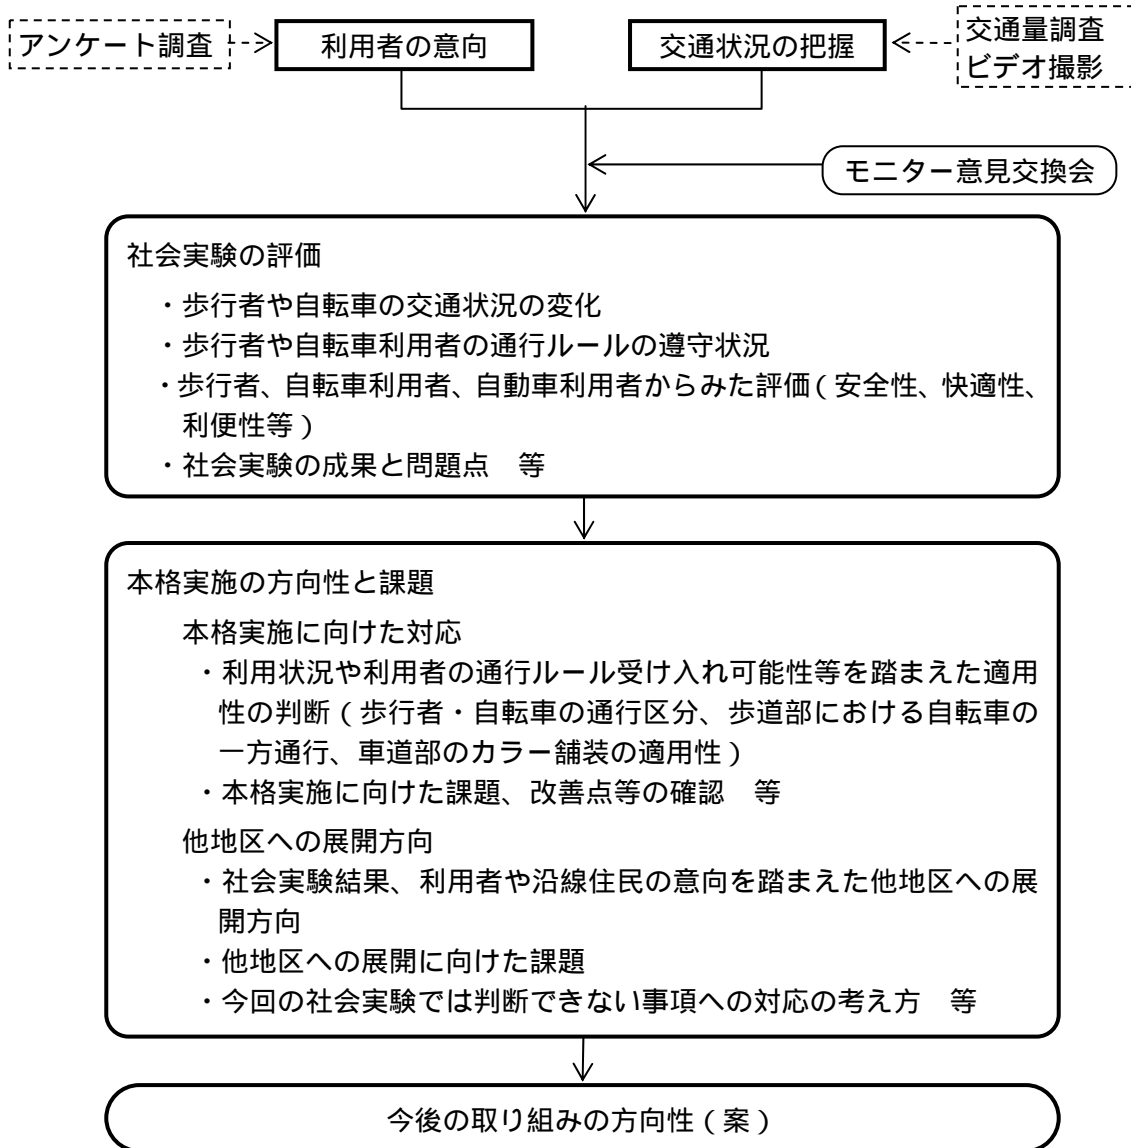 アンケート調査
利用者の意向
交通状況の把握
交通量調査
ビデオ撮影
モニター意見交換会
社会実験の評価
・歩行者や自転車の交通状況の変化
・歩行者や自転車利用者の通行ルールの遵守状況
・歩行者、自転車利用者、自動車利用者からみた評価（安全性、快適性、
利便性等）
・社会実験の成果と問題点　等
本格実施の方向性と課題
本格実施に向けた対応
・利用状況や利用者の通行ルール受け入れ可能性等を踏まえた適用
性の判断（歩行者・自転車の通行区分、歩道部における自転車の
一方通行、車道部のカラー舗装の適用性）
・本格実施に向けた課題、改善点等の確認　等
他地区への展開方向
・社会実験結果、利用者や沿線住民の意向を踏まえた他地区への展
開方向
・他地区への展開に向けた課題
・今回の社会実験では判断できない事項への対応の考え方　等
今後の取り組みの方向性（案）